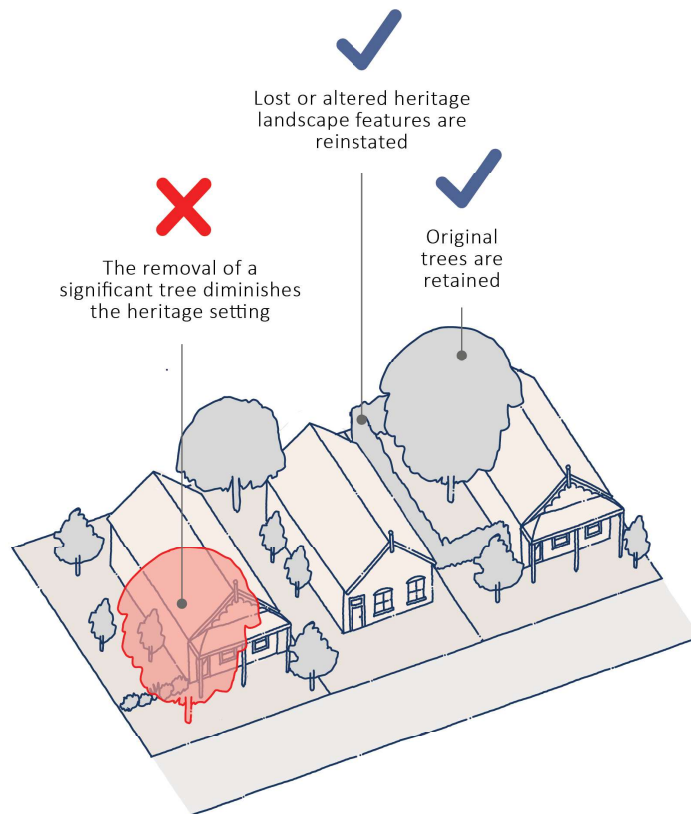 Lost or altered heritage
landscape features are
reinstated
Original
trees are
retained
The removal of a
significant tree diminishes
the heritage setting